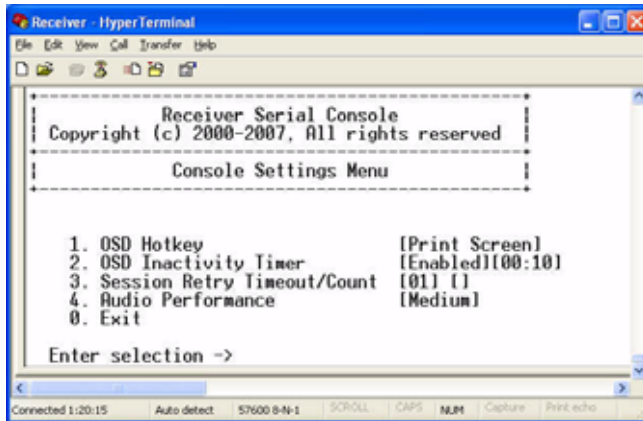 Receiver - HyperTerminal
File Edit View Call Transfer Help
Receiver Serial Console
Copyright (c) 2000-2007, All rights reserved
Console Settings Menu
1. OSD Hotkey [Print Screen]
2. OSD Inactivity Timer [Enabled][00:10]
3. Session Retry Timeout/Count [01] []
4. Audio Performance [Medium]
0. Exit
Enter selection ->
Connected 1:20:15 Auto detect 57600 8-N-1 SCROLL CAPS NUM Capture Print echo